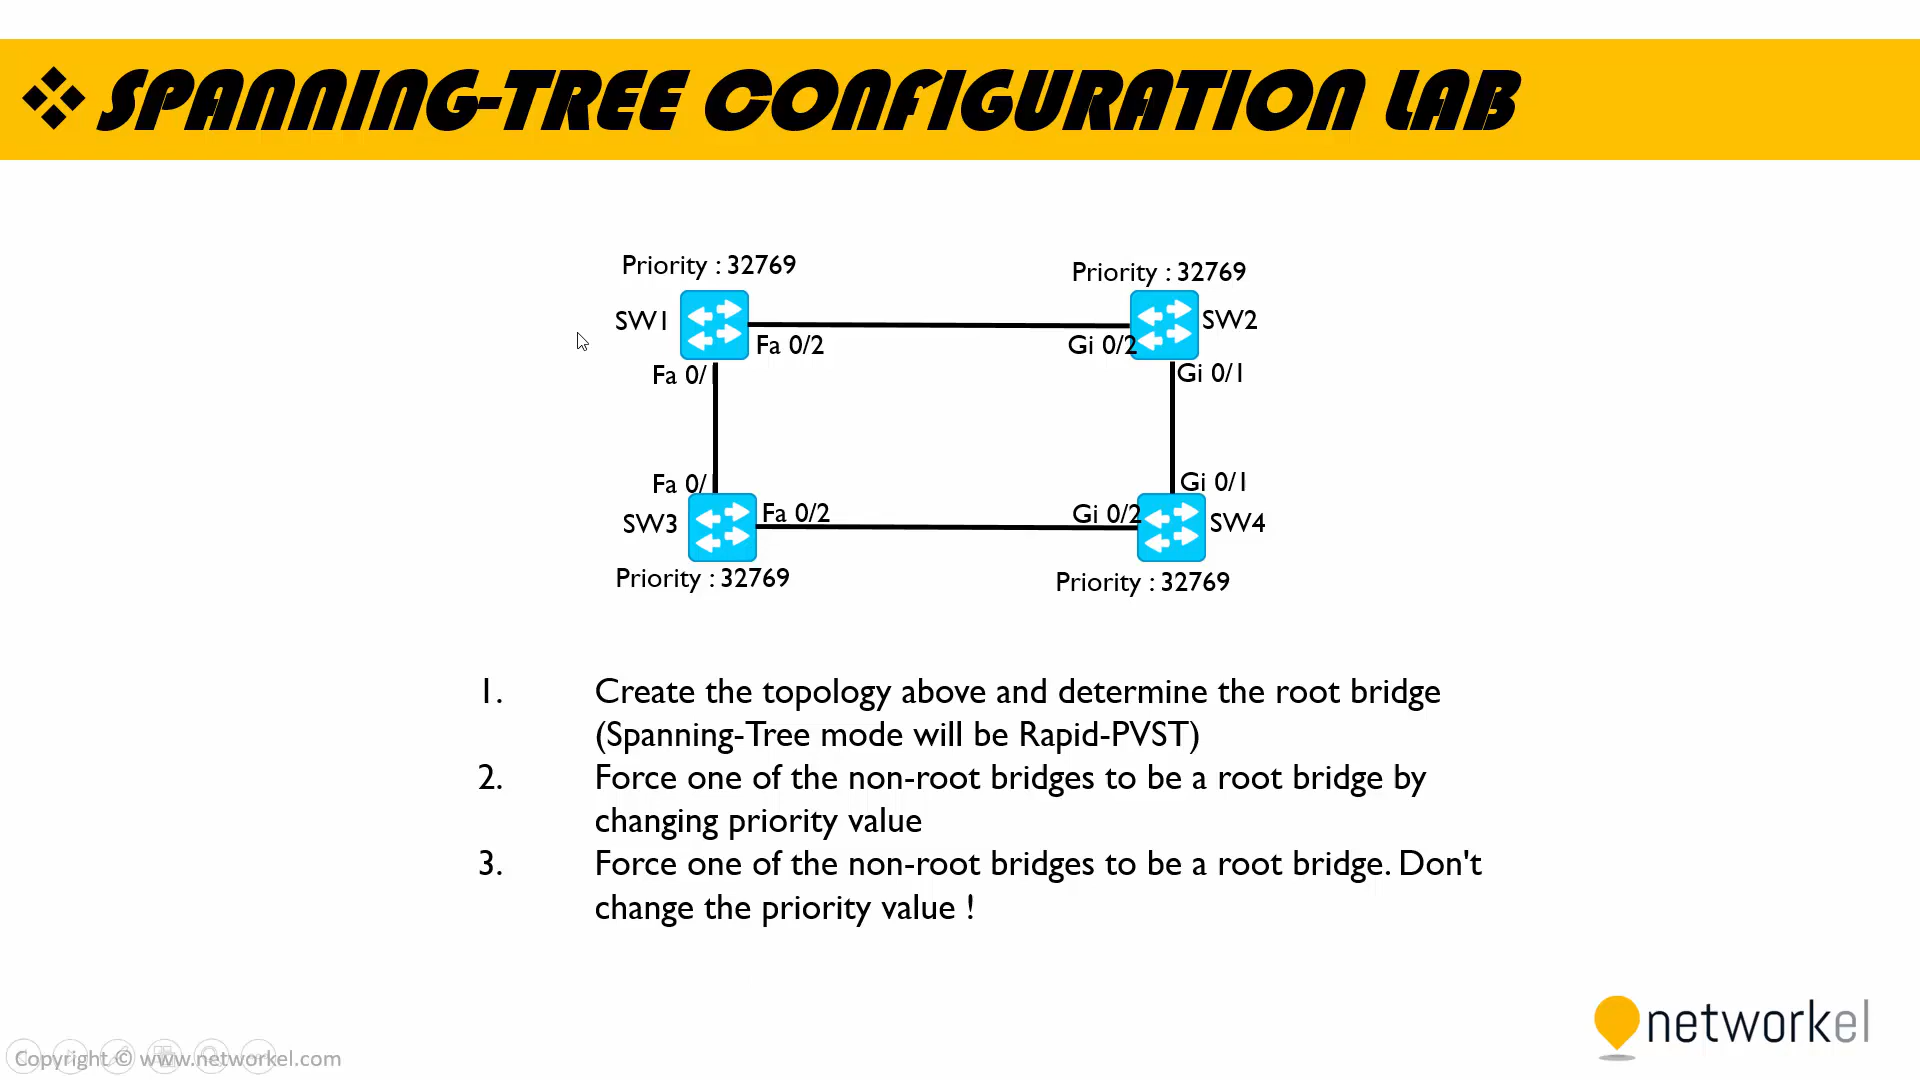 SPANNING-TREE CONFIGURATION LAB
Priority : 32769
Priority : 32769
SW1
SW2
Fa 0/2
Gi 0/2
Fa 0/
Gi 0/1
Fa 0/
Gi 0/1
Fa 0/2
Gi 0/2
SW3
SW4
Priority : 32769
Priority : 32769
1. Create the topology above and determine the root bridge
(Spanning-Tree mode will be Rapid-PVST)
2. Force one of the non-root bridges to be a root bridge by
changing priority value
3. Force one of the non-root bridges to be a root bridge. Don't
change the priority value !
networkel
Copyright © www.networkel.com